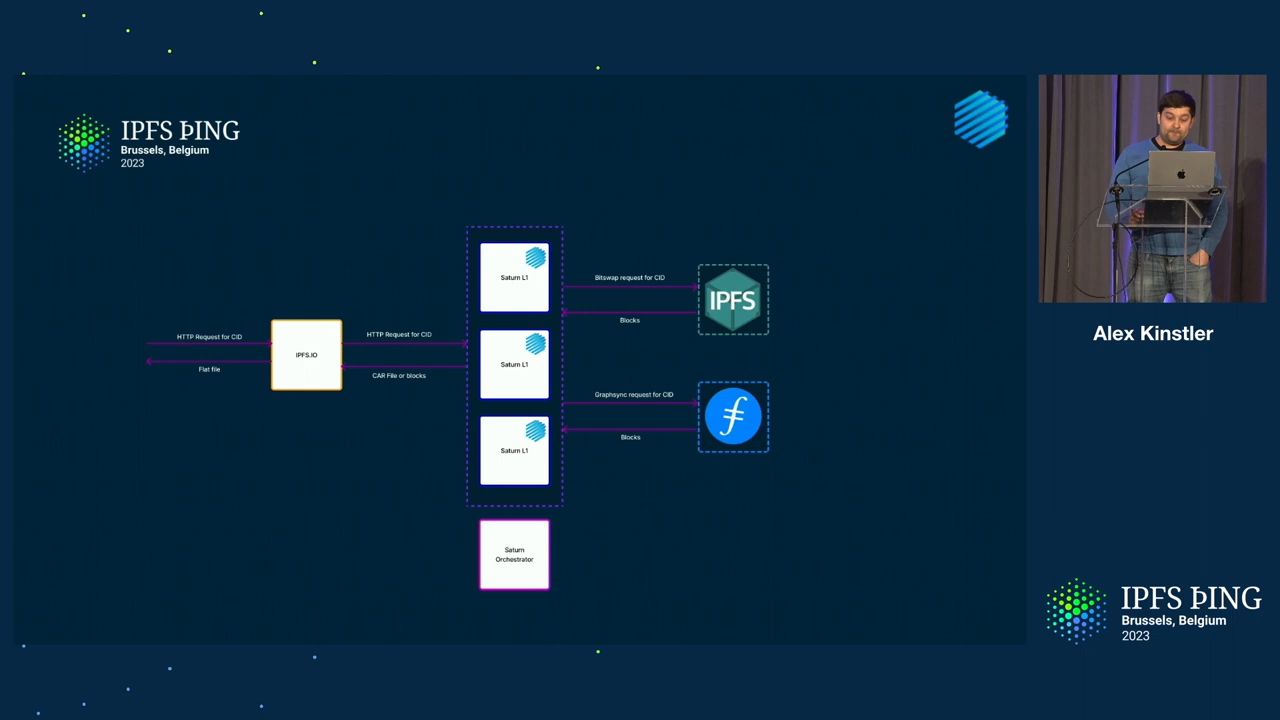 IPFS ÞING
Brussels, Belgium
2023
HTTP Request for CID
Flat file
IPFS.IO
HTTP Request for CID
CAR File or blocks
Saturn L1
Saturn L1
Saturn L1
Saturn
Orchestrator
Bitswap request for CID
Blocks
IPFS
Graphsync request for CID
Blocks
Alex Kinstler
IPFS ÞING
Brussels, Belgium
2023